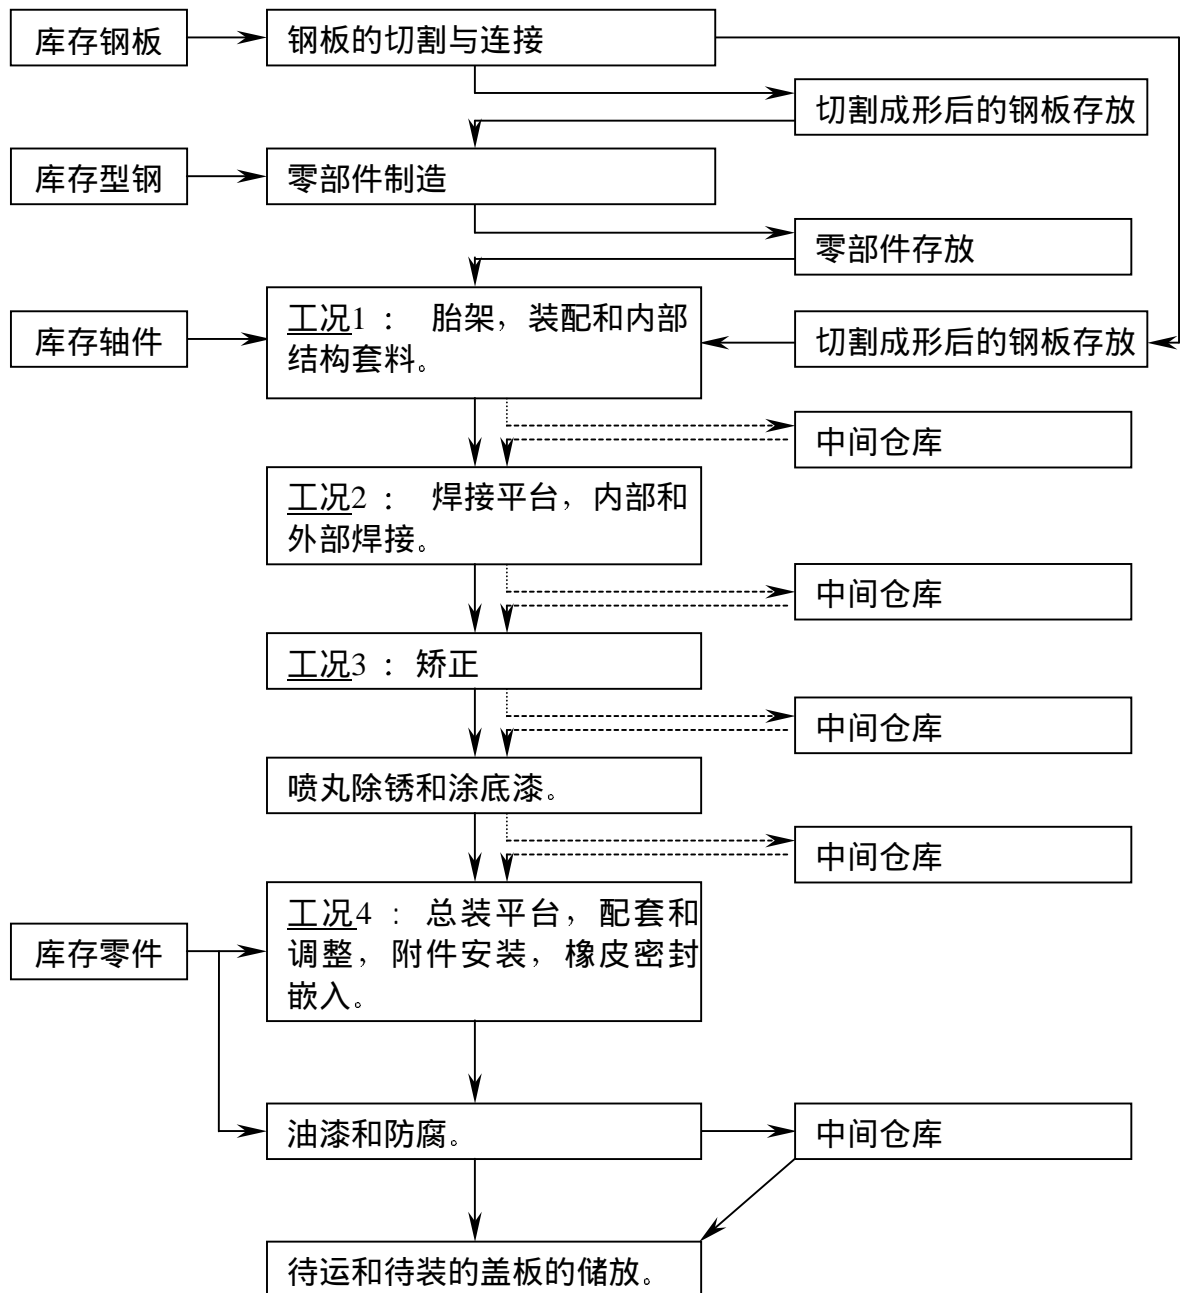 库存钢板
钢板的切割与连接
切割成形后的钢板存放
库存型钢
零部件制造
零部件存放
工况1 ： 胎架，装配和内部
结构套料。
库存轴件
切割成形后的钢板存放
中间仓库
工况2 ： 焊接平台，内部和
外部焊接。
中间仓库
工况3 ：矫正
中间仓库
喷丸除锈和涂底漆。
中间仓库
工况4 ：总装平台，配套和
调整，附件安装，橡皮密封
嵌入。
库存零件
油漆和防腐。
中间仓库
待运和待装的盖板的储放。